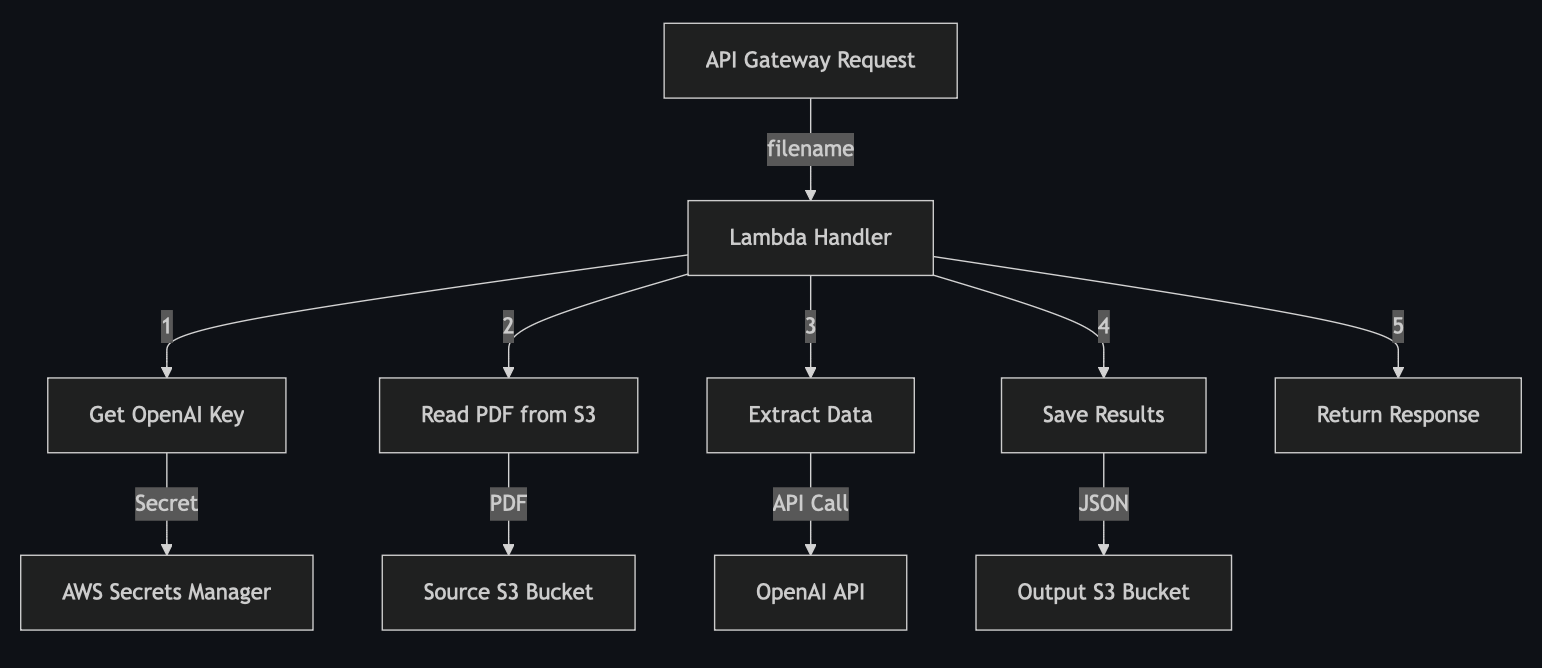 API Gateway Request
filename
Lambda Handler
1
2
3
4
5
Get OpenAI Key
Read PDF from S3
Extract Data
Save Results
Return Response
Secret
PDF
API Call
JSON
AWS Secrets Manager
Source S3 Bucket
OpenAI API
Output S3 Bucket